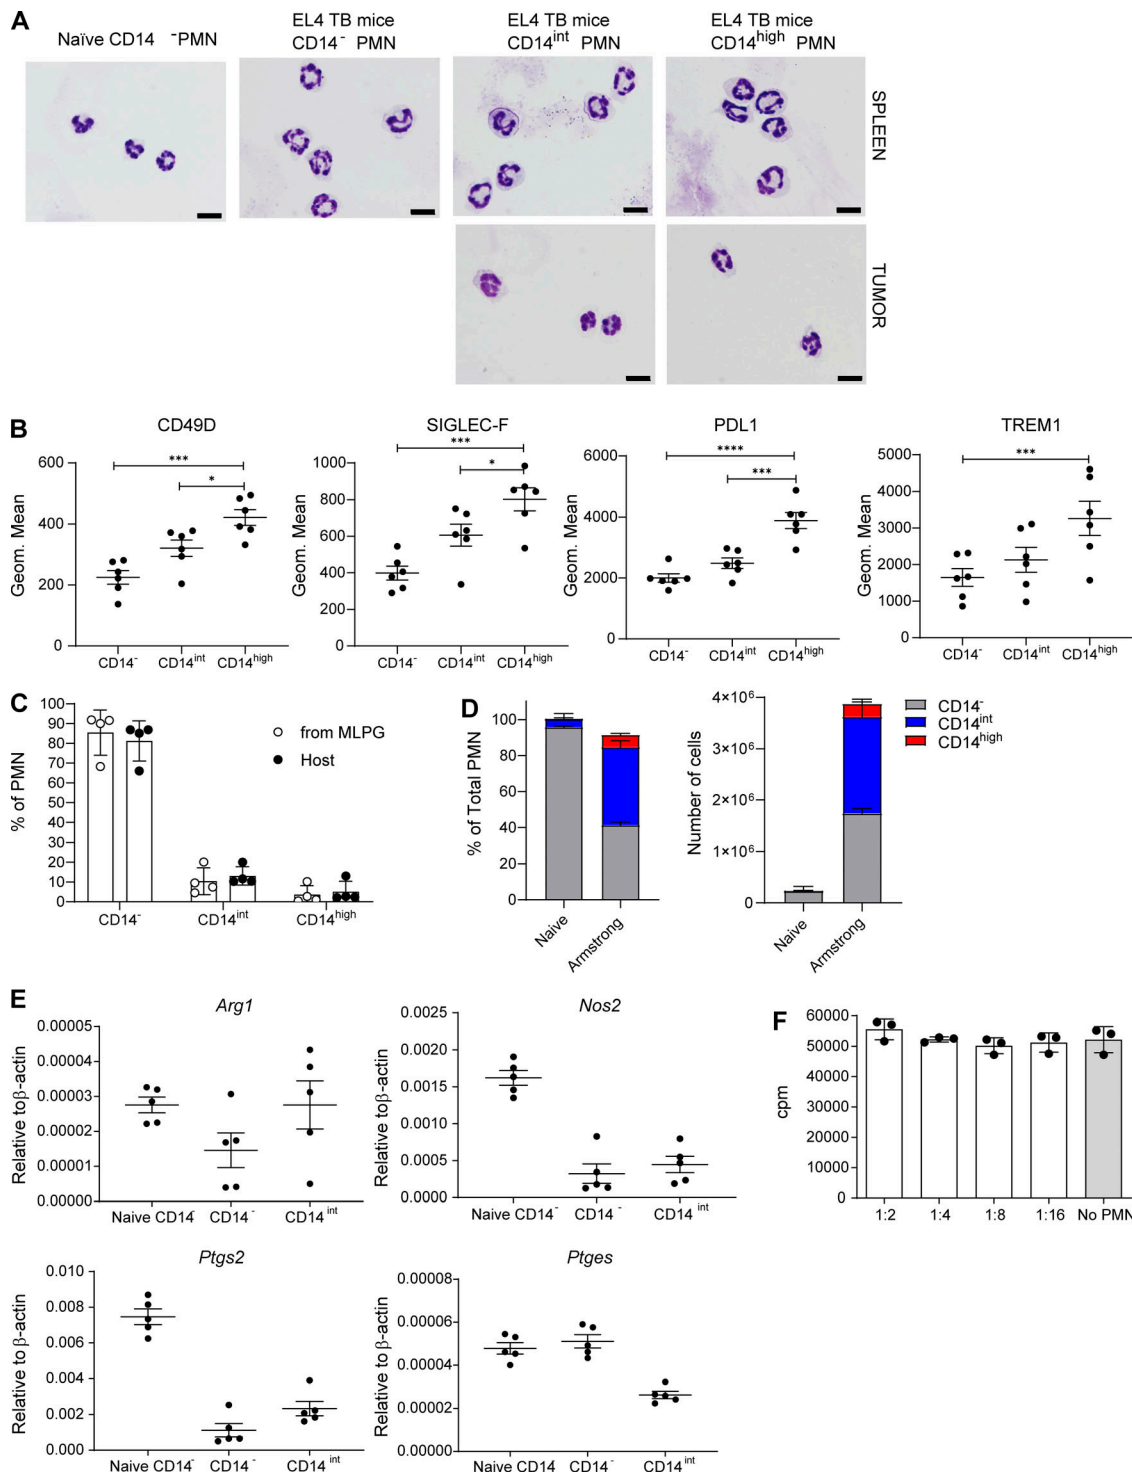 A
Naïve CD14 -PMN
EL4 TB mice
CD14- PMN
EL4 TB mice
CD14int PMN
EL4 TB mice
CD14high PMN
SPLEEN
TUMOR
B
CD49D
Geom. Mean
600
400
200
0
CD14-
CD14int
CD14high
***
*
SIGLEC-F
Geom. Mean
1000
800
600
400
200
0
CD14-
CD14int
CD14high
***
*
PDL1
Geom. Mean
6000
4000
2000
0
CD14-
CD14int
CD14high
****
***
TREM1
Geom. Mean
5000
4000
3000
2000
1000
0
CD14-
CD14int
CD14high
***
C
% of PMN
100
90
80
70
60
50
40
30
20
10
0
CD14-
CD14int
CD14high
from MLPG
Host
D
% of Total PMN
100
80
60
40
20
0
Naive
Armstrong
Number of cells
4×10⁶
3×10⁶
2×10⁶
1×10⁶
0
Naive
Armstrong
CD14-
CD14int
CD14high
E
Arg1
Relative toβ-actin
0.00005
0.00004
0.00003
0.00002
0.00001
0.00000
Naive CD14-
CD14-
CD14int
Nos2
Relative toβ-actin
0.0025
0.0020
0.0015
0.0010
0.0005
0.0000
Naive CD14-
CD14-
CD14int
Ptgs2
Relative to β-actin
0.010
0.008
0.006
0.004
0.002
0.000
Naive CD14-
CD14-
CD14int
Ptges
Relative to β-actin
0.00008
0.00006
0.00004
0.00002
0.00000
Naive CD14-
CD14-
CD14int
F
cpm
60000
50000
40000
30000
20000
10000
0
1:2
1:4
1:8
1:16
No PMN